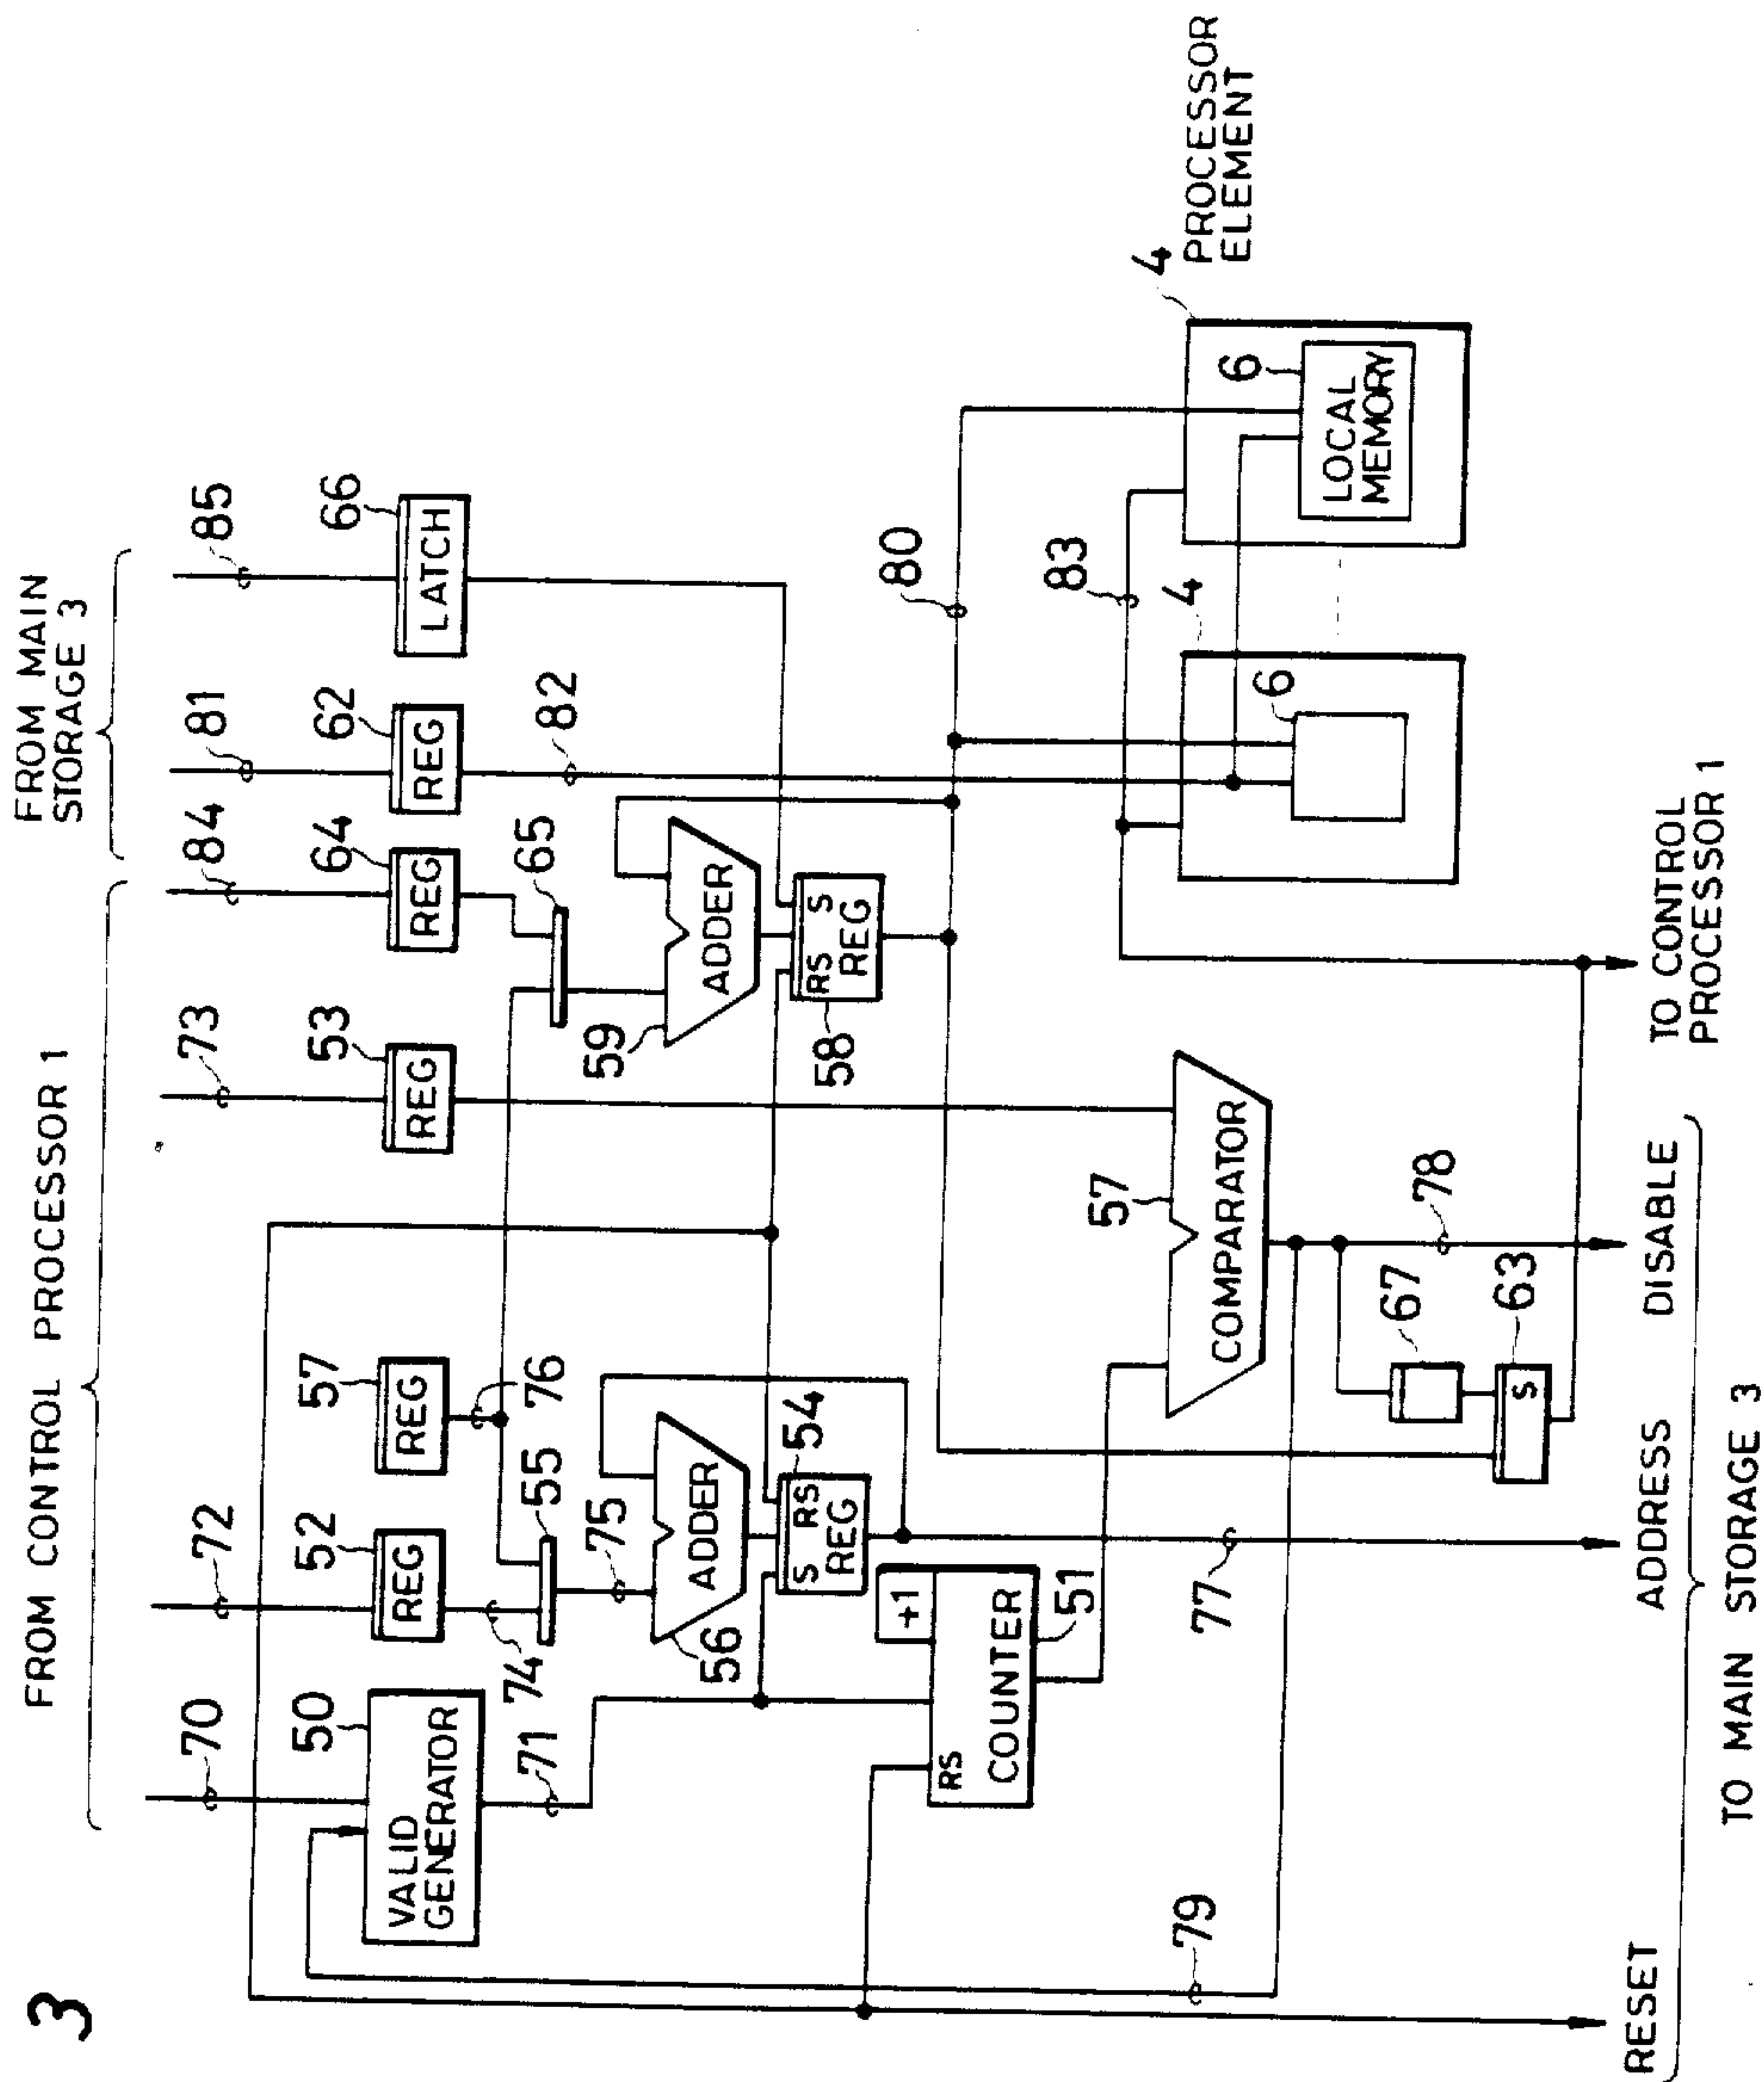 3
FROM CONTROL PROCESSOR 1
FROM MAIN
STORAGE 3
70
72
73
84
81
85
50
52
57
53
64
62
66
VALID
GENERATOR
REG
REG
REG
REG
REG
LATCH
71
74
55
76
65
82
75
56
ADDER
59
ADDER
S RS
REG
54
RS S
REG
58
80
+1
RS
COUNTER
51
83
4
4
PROCESSOR
ELEMENT
77
57
COMPARATOR
6
6
LOCAL
MEMORY
79
67
78
S
63
RESET
ADDRESS
DISABLE
TO CONTROL
PROCESSOR 1
TO MAIN STORAGE 3